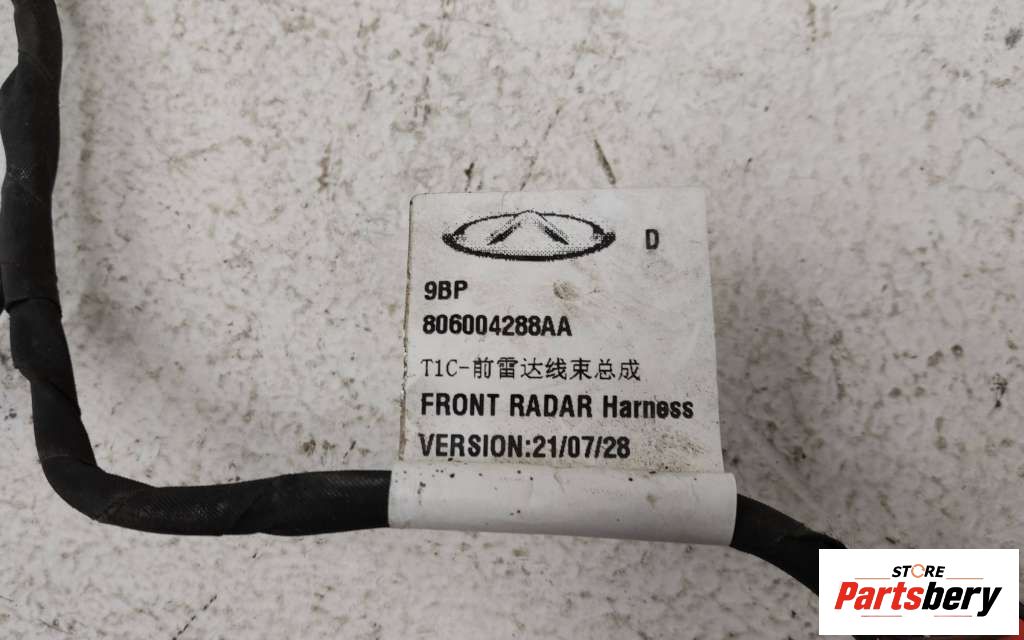 D
9BP
806004288AA
T1C-前雷达线束总成
FRONT RADAR Harness
VERSION:21/07/28
STORE
Partsbery